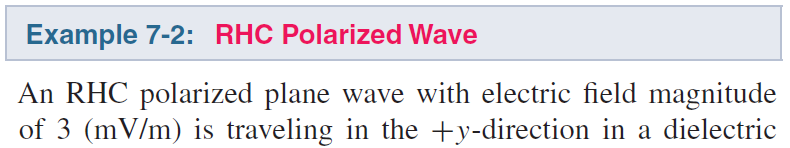 Example 7-2: RHC Polarized Wave
An RHC polarized plane wave with electric field magnitude
of 3 (mV/m) is traveling in the +y-direction in a dielectric